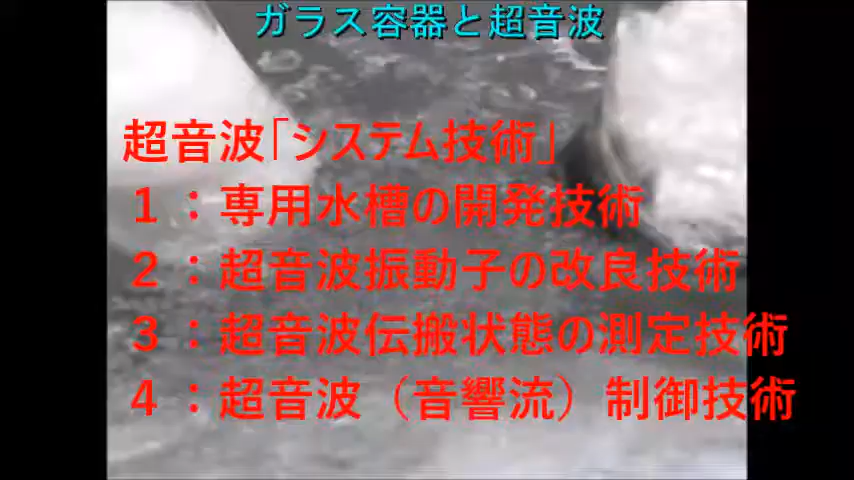 ガラス容器と超音波
超音波「システム技術」
１：専用水槽の開発技術
２：超音波振動子の改良技術
３：超音波伝搬状態の測定技術
４：超音波（音響流）制御技術